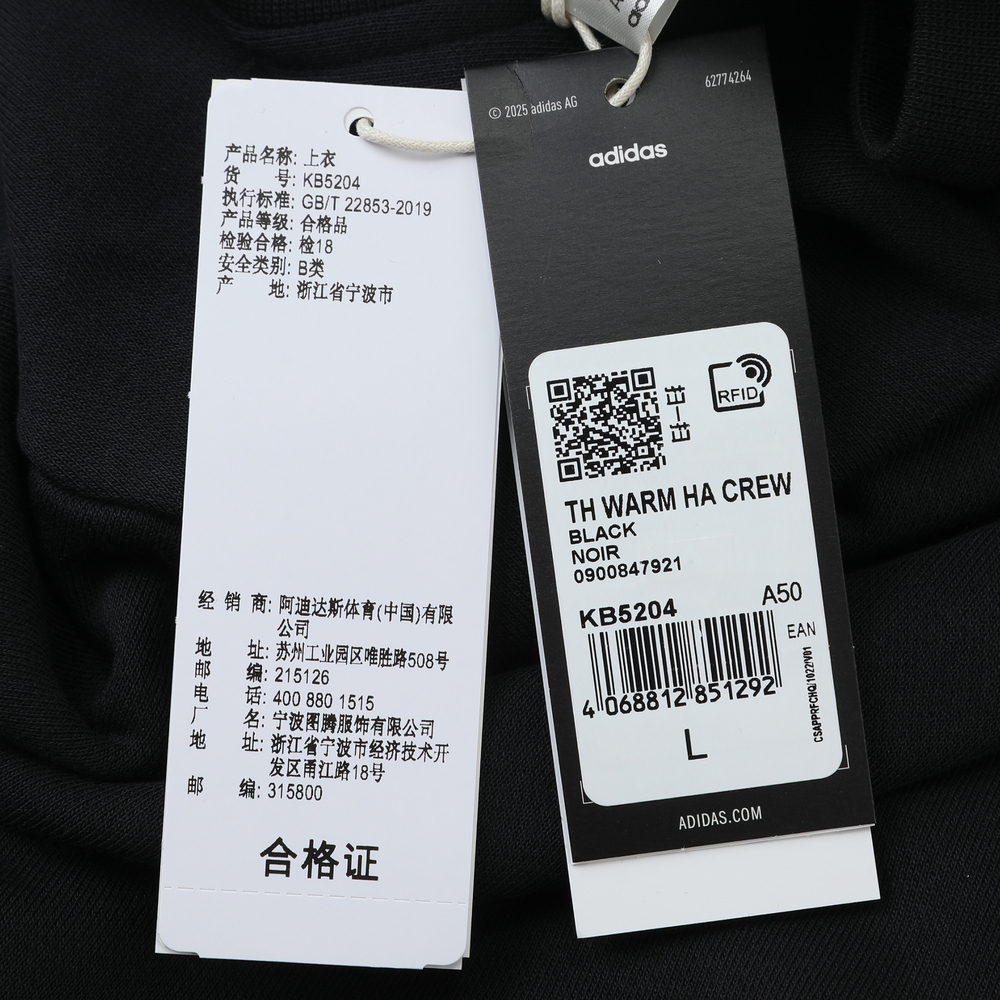 产品名称: 上衣
货 号: KB5204
执行标准: GB/T 22853-2019
产品等级: 合格品
检验合格: 检18
安全类别: B类
产 地: 浙江省宁波市
经 销 商: 阿迪达斯体育(中国)有限
公司
地 址: 苏州工业园区唯胜路508号
邮 编: 215126
电 话: 400 880 1515
厂 名: 宁波图腾服饰有限公司
地 址: 浙江省宁波市经济技术开
发区甬江路18号
邮 编: 315800
合格证
© 2025 adidas AG
62774264
adidas
扫一扫
RFID
TH WARM HA CREW
BLACK
NOIR
0900847921
KB5204
A50
EAN
4 068812 851292
CSAPPRFCHQ/1022/V01
L
ADIDAS.COM